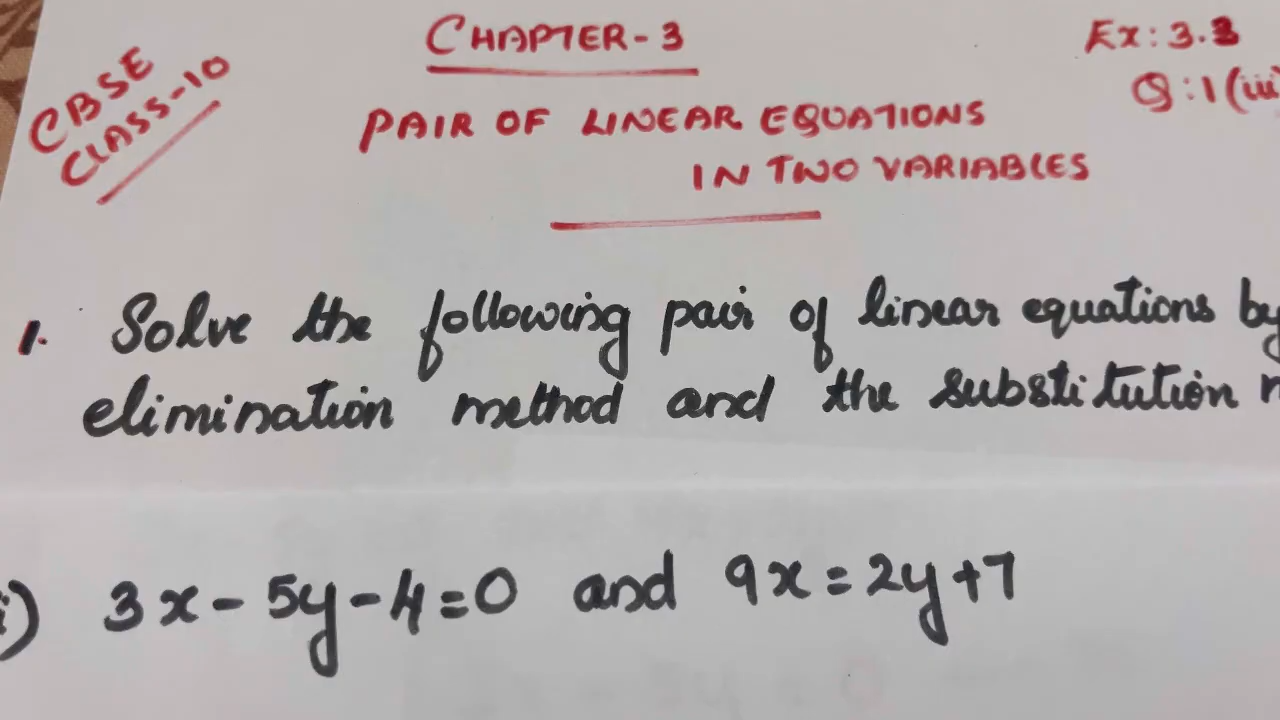 CHAPTER-3
Ex: 3.3
CBSE
CLASS-10
Q:1(iii)
PAIR OF LINEAR EQUATIONS
IN TWO VARIABLES
1. Solve the following pair of linear equations by
elimination method and the substitution
3x-5y-4=0 and 9x=2y+7